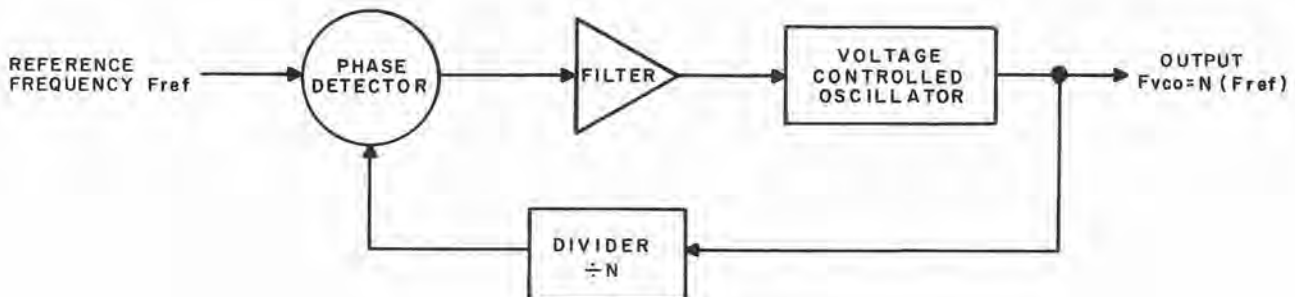 REFERENCE
FREQUENCY Fref
PHASE
DETECTOR
FILTER
VOLTAGE
CONTROLLED
OSCILLATOR
OUTPUT
Fvco=N (Fref)
DIVIDER
÷N